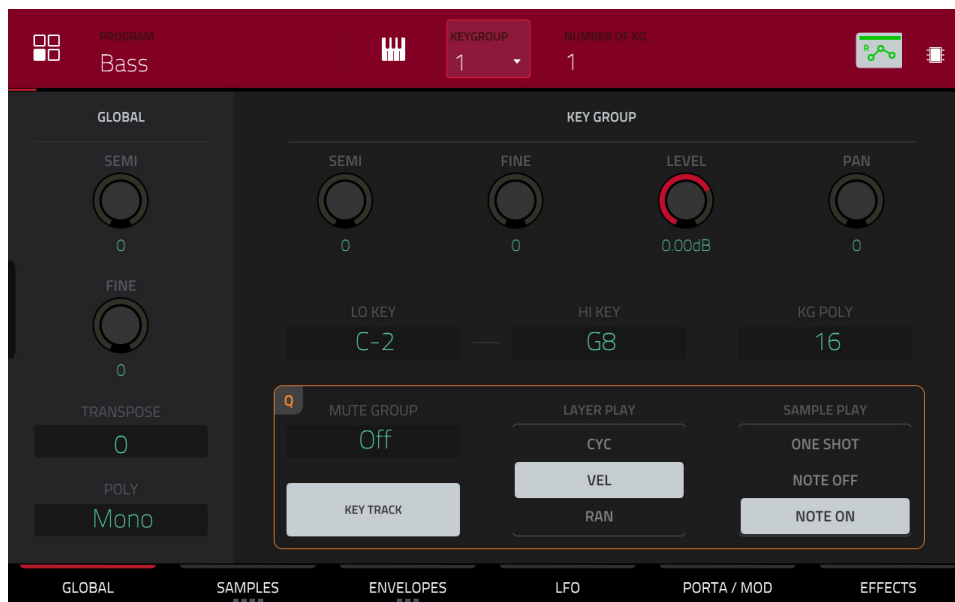 PROGRAM
Bass
KEYGROUP
1
NUMBER OF KG
1
R
GLOBAL
SEMI
0
FINE
0
TRANSPOSE
0
POLY
Mono
KEY GROUP
SEMI FINE LEVEL PAN
0 0 0.00dB 0
LO KEY HI KEY KG POLY
C-2 — G8 16
Q
MUTE GROUP
Off
KEY TRACK
LAYER PLAY
CYC
VEL
RAN
SAMPLE PLAY
ONE SHOT
NOTE OFF
NOTE ON
GLOBAL SAMPLES ENVELOPES LFO PORTA / MOD EFFECTS